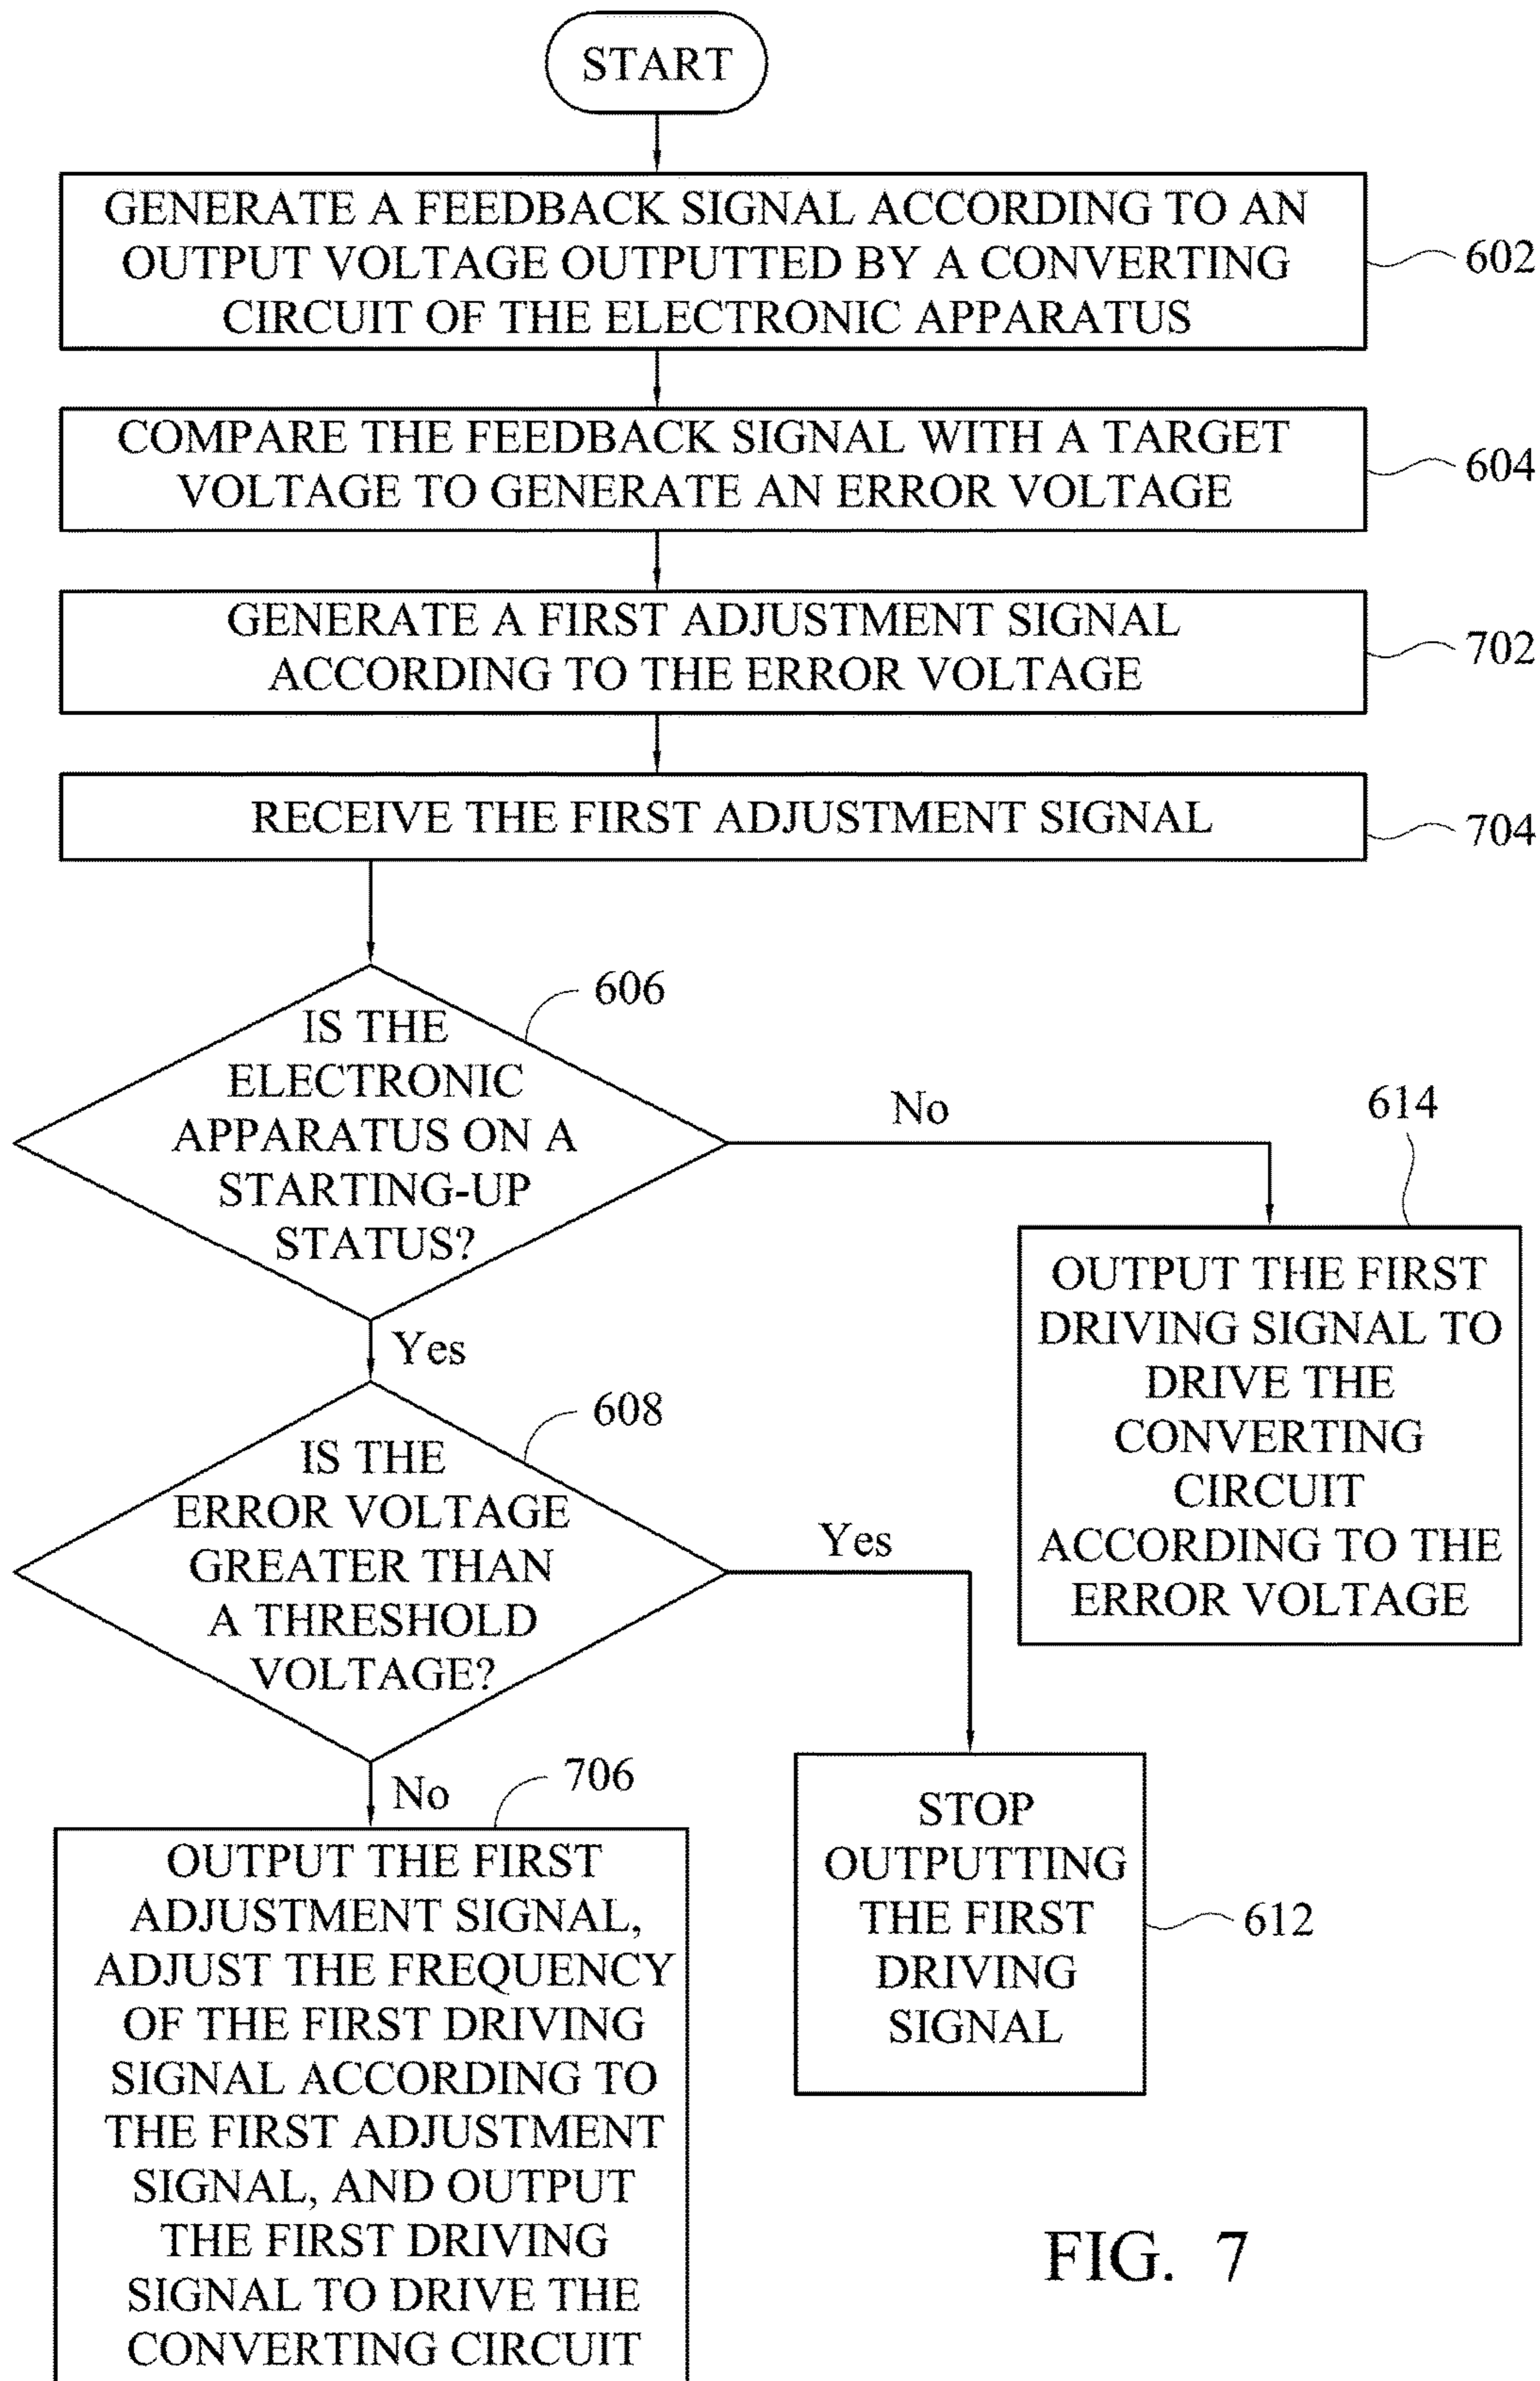 START
GENERATE A FEEDBACK SIGNAL ACCORDING TO AN
OUTPUT VOLTAGE OUTPUTTED BY A CONVERTING
CIRCUIT OF THE ELECTRONIC APPARATUS
602
COMPARE THE FEEDBACK SIGNAL WITH A TARGET
VOLTAGE TO GENERATE AN ERROR VOLTAGE
604
GENERATE A FIRST ADJUSTMENT SIGNAL
ACCORDING TO THE ERROR VOLTAGE
702
RECEIVE THE FIRST ADJUSTMENT SIGNAL
704
606
IS THE
ELECTRONIC
APPARATUS ON A
STARTING-UP
STATUS?
No
614
OUTPUT THE FIRST
DRIVING SIGNAL TO
DRIVE THE
CONVERTING
CIRCUIT
ACCORDING TO THE
ERROR VOLTAGE
Yes
608
IS THE
ERROR VOLTAGE
GREATER THAN
A THRESHOLD
VOLTAGE?
Yes
STOP
OUTPUTTING
THE FIRST
DRIVING
SIGNAL
612
No
706
OUTPUT THE FIRST
ADJUSTMENT SIGNAL,
ADJUST THE FREQUENCY
OF THE FIRST DRIVING
SIGNAL ACCORDING TO
THE FIRST ADJUSTMENT
SIGNAL, AND OUTPUT
THE FIRST DRIVING
SIGNAL TO DRIVE THE
CONVERTING CIRCUIT
FIG. 7